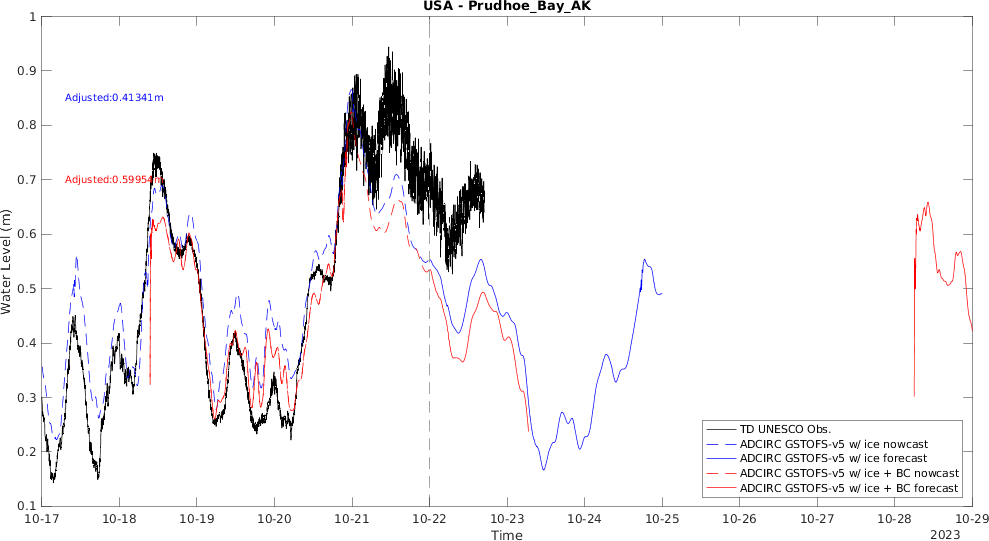 USA - Prudhoe_Bay_AK
1
0.9
0.8
0.7
0.6
0.5
0.4
0.3
0.2
0.1
Water Level (m)
Adjusted:0.41341m
Adjusted:0.59954m
TD UNESCO Obs.
ADCIRC GSTOFS-v5 w/ ice nowcast
ADCIRC GSTOFS-v5 w/ ice forecast
ADCIRC GSTOFS-v5 w/ ice + BC nowcast
ADCIRC GSTOFS-v5 w/ ice + BC forecast
10-17 10-18 10-19 10-20 10-21 10-22 10-23 10-24 10-25 10-26 10-27 10-28 10-29
Time
2023